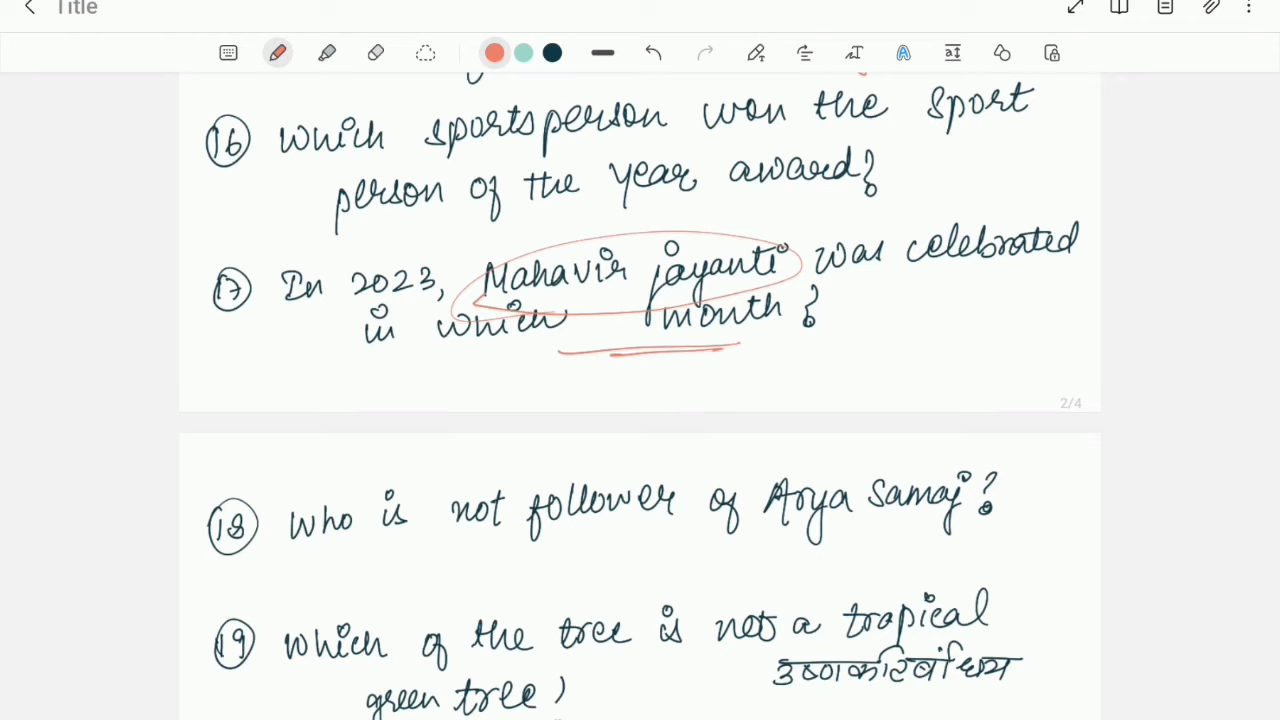 Title
16 Which sportsperson won the sport
person of the year award?
17 In 2023, Mahavir jayanti was celebrated
in which month?
2/4
18 Who is not follower of Arya Samaj?
19 Which of the tree is not a tropical
उष्णकटिबंधिय
green tree?